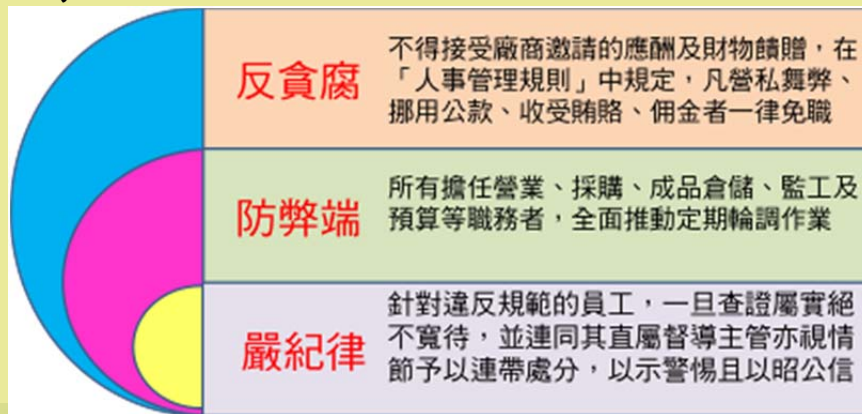 反貪腐
不得接受廠商邀請的應酬及財物饋贈，在
「人事管理規則」中規定，凡營私舞弊、
挪用公款、收受賄賂、佣金者一律免職
防弊端
所有擔任營業、採購、成品倉儲、監工及
預算等職務者，全面推動定期輪調作業
嚴紀律
針對違反規範的員工，一旦查證屬實絕
不寬待，並連同其直屬督導主管亦視情
節予以連帶處分，以示警惕且以昭公信